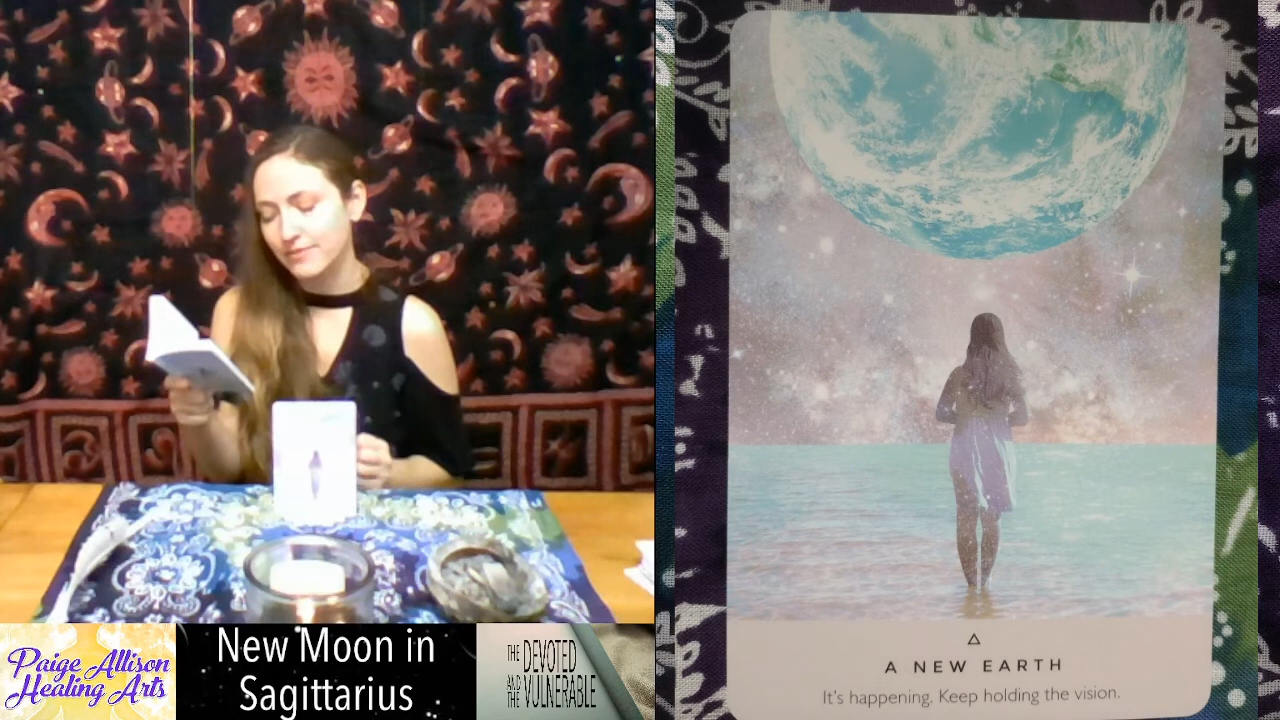 Paige Allison
Healing Arts
New Moon in
Sagittarius
THE DEVOTED
AND THE VULNERABLE
A NEW EARTH
It's happening. Keep holding the vision.